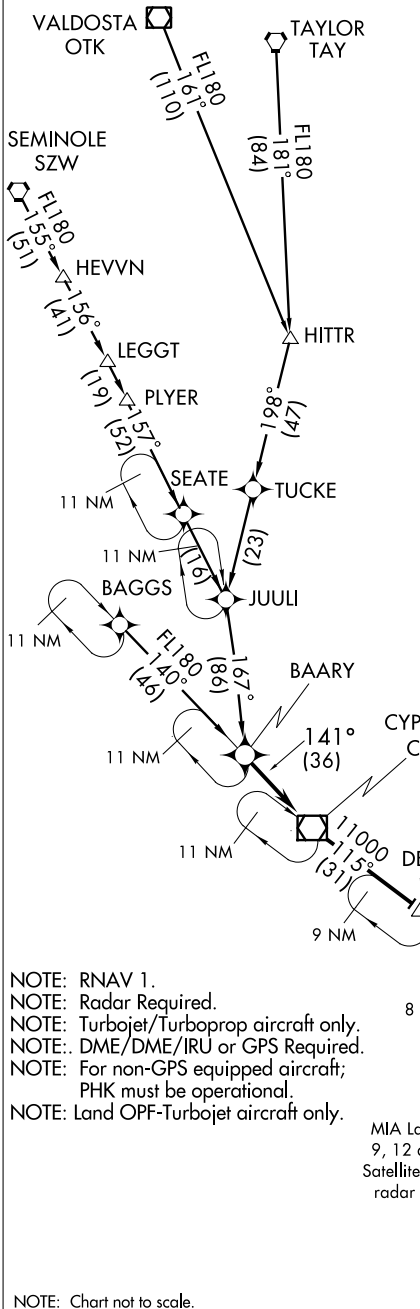 VALDOSTA
OTK
TAYLOR
TAY
FL180
161°
(110)
FL180
181°
(84)
SEMINOLE
SZW
FL180
155°
(51)
HEVVN
156°
(41)
LEGGT
(19)
PLYER
157°
(52)
HITTR
198°
(47)
SEATE
TUCKE
11 NM
(23)
11 NM
(16)
JUULI
BAGGS
11 NM
FL180
140°
(46)
167°
(86)
BAARY
11 NM
141°
(36)
CYP
C
11 NM
11000
115°
(31)
DE
9 NM
NOTE: RNAV 1.
NOTE: Radar Required.
8
NOTE: Turbojet/Turboprop aircraft only.
NOTE:. DME/DME/IRU or GPS Required.
NOTE: For non-GPS equipped aircraft;
PHK must be operational.
NOTE: Land OPF-Turbojet aircraft only.
MIA La
9, 12 
Satellite
radar
NOTE: Chart not to scale.